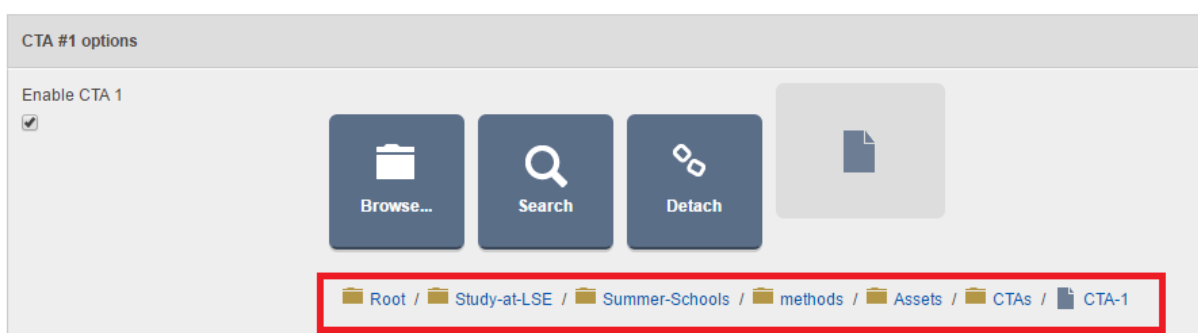 CTA #1 options
Enable CTA 1
Browse... Search Detach
Root / Study-at-LSE / Summer-Schools / methods / Assets / CTAs / CTA-1